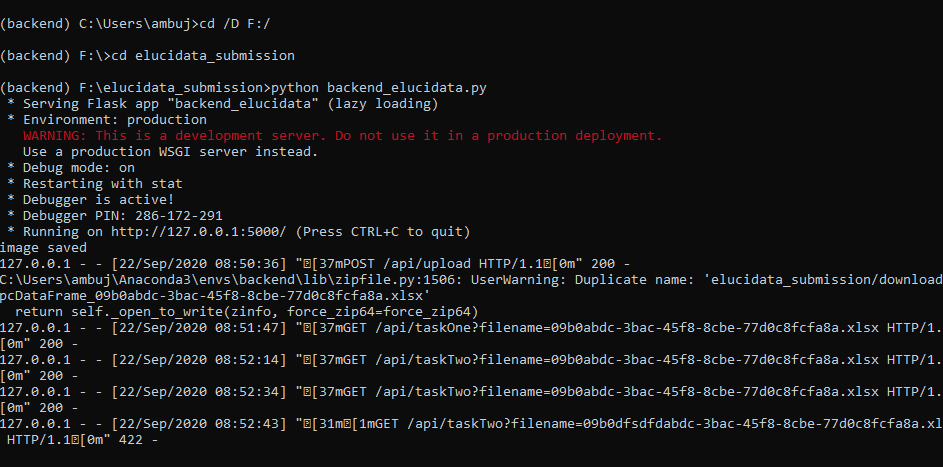 (backend) C:\Users\ambuj>cd /D F:/
(backend) F:\>cd elucidata_submission
(backend) F:\elucidata_submission>python backend_elucidata.py
 * Serving Flask app "backend_elucidata" (lazy loading)
 * Environment: production
   WARNING: This is a development server. Do not use it in a production deployment.
   Use a production WSGI server instead.
 * Debug mode: on
 * Restarting with stat
 * Debugger is active!
 * Debugger PIN: 286-172-291
 * Running on http://127.0.0.1:5000/ (Press CTRL+C to quit)
image saved
127.0.0.1 - - [22/Sep/2020 08:50:36] "[37mPOST /api/upload HTTP/1.1[0m" 200 -
C:\Users\ambuj\Anaconda3\envs\backend\lib\zipfile.py:1506: UserWarning: Duplicate name: 'elucidata_submission/download
pcDataFrame_09b0abdc-3bac-45f8-8cbe-77d0c8fcfa8a.xlsx'
  return self._open_to_write(zinfo, force_zip64=force_zip64)
127.0.0.1 - - [22/Sep/2020 08:51:47] "[37mGET /api/taskOne?filename=09b0abdc-3bac-45f8-8cbe-77d0c8fcfa8a.xlsx HTTP/1.
[0m" 200 -
127.0.0.1 - - [22/Sep/2020 08:52:14] "[37mGET /api/taskTwo?filename=09b0abdc-3bac-45f8-8cbe-77d0c8fcfa8a.xlsx HTTP/1.
[0m" 200 -
127.0.0.1 - - [22/Sep/2020 08:52:34] "[37mGET /api/taskTwo?filename=09b0abdc-3bac-45f8-8cbe-77d0c8fcfa8a.xlsx HTTP/1.
[0m" 200 -
127.0.0.1 - - [22/Sep/2020 08:52:43] "[31m[1mGET /api/taskTwo?filename=09b0dfsdfdabdc-3bac-45f8-8cbe-77d0c8fcfa8a.xl
 HTTP/1.1[0m" 422 -